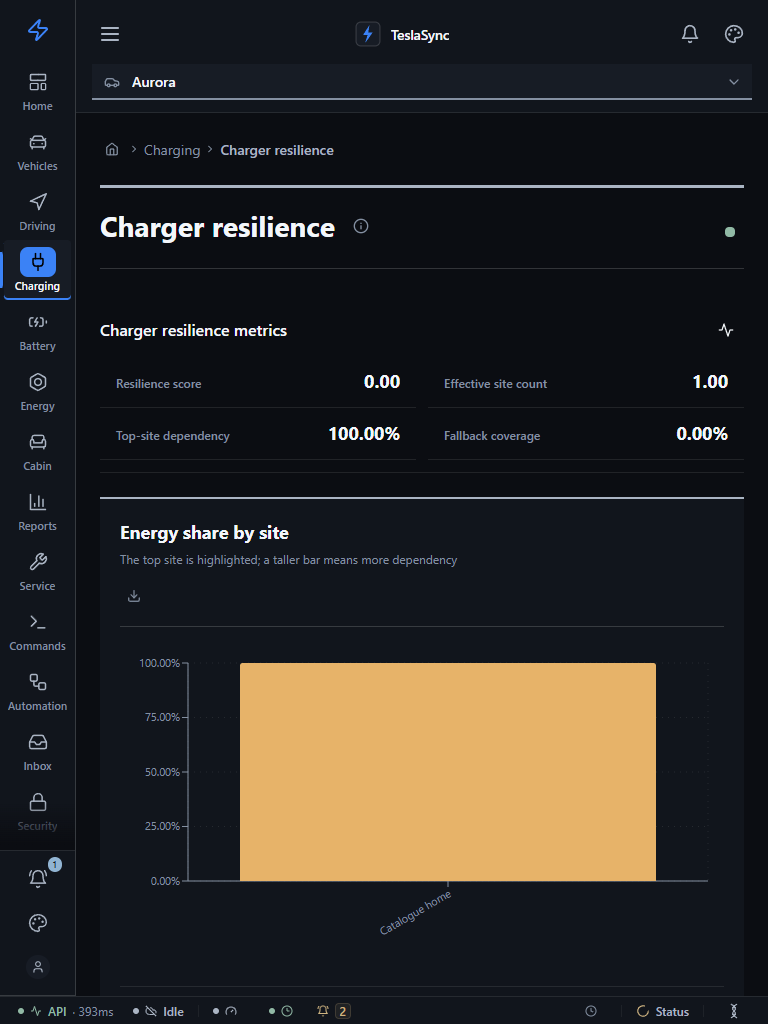 TeslaSync
Aurora
Home
Vehicles
Driving
Charging
Battery
Energy
Cabin
Reports
Service
Commands
Automation
Inbox
Security
1
Charging
Charger resilience
Charger resilience
Charger resilience metrics
Resilience score 0.00
Effective site count 1.00
Top-site dependency 100.00%
Fallback coverage 0.00%
Energy share by site
The top site is highlighted; a taller bar means more dependency
100.00%
75.00%
50.00%
25.00%
0.00%
Catalogue home
API · 393ms
Idle
2
Status